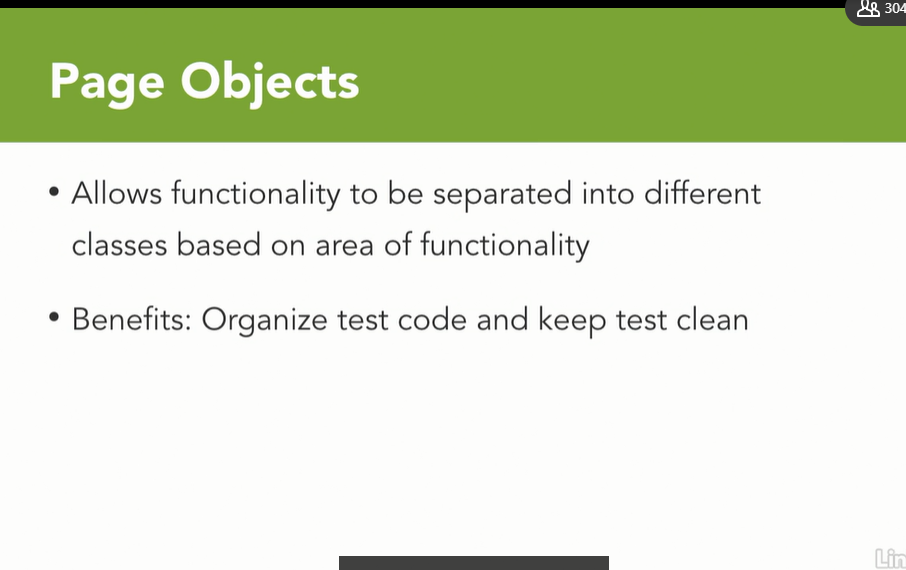 304
Page Objects
• Allows functionality to be separated into different
classes based on area of functionality
• Benefits: Organize test code and keep test clean
Lin